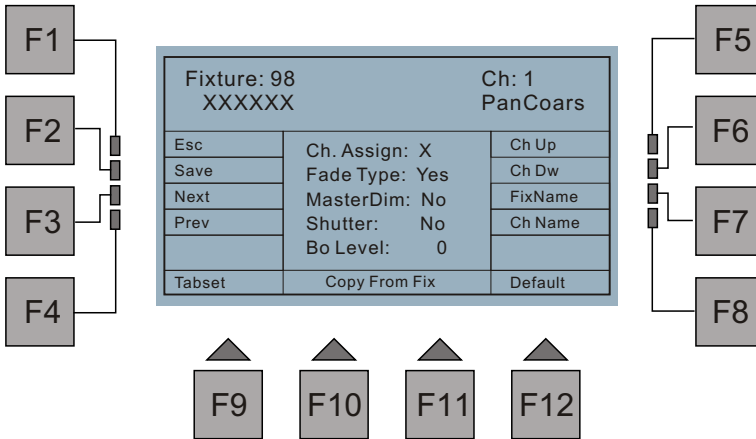 F1
F2
F3
F4
F5
F6
F7
F8
Fixture: 98 Ch: 1
XXXXXX PanCoars
Esc
Save
Next
Prev
Ch. Assign: X
Fade Type: Yes
MasterDim: No
Shutter: No
Bo Level: 0
Ch Up
Ch Dw
FixName
Ch Name
Tabset Copy From Fix Default
F9 F10 F11 F12